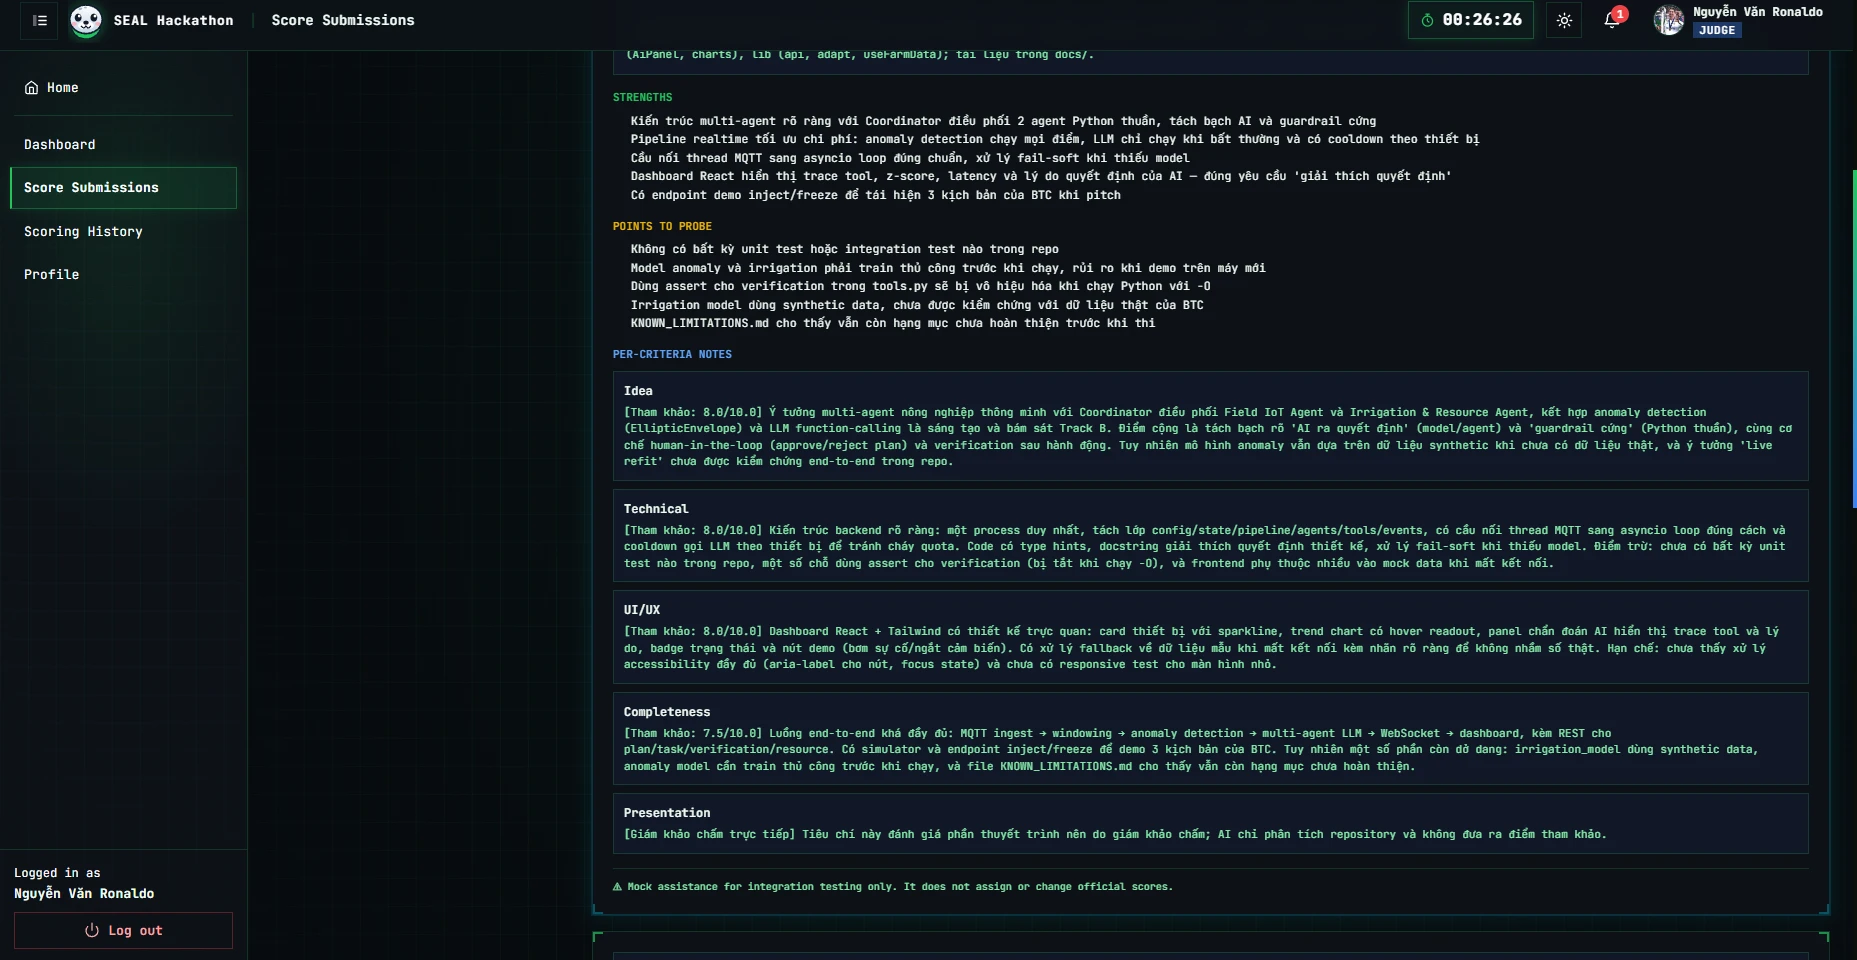 SEAL Hackathon
Score Submissions
00:26:26
1
Nguyễn Văn Ronaldo
JUDGE
Home
Dashboard
Score Submissions
Scoring History
Profile
Logged in as
Nguyễn Văn Ronaldo
Log out
(AiPanel, charts), lib (api, adapt, useFarmData); tài liệu trong docs/.
STRENGTHS
Kiến trúc multi-agent rõ ràng với Coordinator điều phối 2 agent Python thuần, tách bạch AI và guardrail cứng
Pipeline realtime tối ưu chi phí: anomaly detection chạy mọi điểm, LLM chỉ chạy khi bất thường và có cooldown theo thiết bị
Cầu nối thread MQTT sang asyncio loop đúng chuẩn, xử lý fail-soft khi thiếu model
Dashboard React hiển thị trace tool, z-score, latency và lý do quyết định của AI — đúng yêu cầu 'giải thích quyết định'
Có endpoint demo inject/freeze để tái hiện 3 kịch bản của BTC khi pitch
POINTS TO PROBE
Không có bất kỳ unit test hoặc integration test nào trong repo
Model anomaly và irrigation phải train thủ công trước khi chạy, rủi ro khi demo trên máy mới
Dùng assert cho verification trong tools.py sẽ bị vô hiệu hóa khi chạy Python với -O
Irrigation model dùng synthetic data, chưa được kiểm chứng với dữ liệu thật của BTC
KNOWN_LIMITATIONS.md cho thấy vẫn còn hạng mục chưa hoàn thiện trước khi thi
PER-CRITERIA NOTES
Idea
[Tham khảo: 8.0/10.0] Ý tưởng multi-agent nông nghiệp thông minh với Coordinator điều phối Field IoT Agent và Irrigation & Resource Agent, kết hợp anomaly detection
(EllipticEnvelope) và LLM function-calling là sáng tạo và bám sát Track B. Điểm cộng là tách bạch rõ 'AI ra quyết định' (model/agent) và 'guardrail cứng' (Python thuần), cùng cơ
chế human-in-the-loop (approve/reject plan) và verification sau hành động. Tuy nhiên mô hình anomaly vẫn dựa trên dữ liệu synthetic khi chưa có dữ liệu thật, và ý tưởng 'live
refit' chưa được kiểm chứng end-to-end trong repo.
Technical
[Tham khảo: 8.0/10.0] Kiến trúc backend rõ ràng: một process duy nhất, tách lớp config/state/pipeline/agents/tools/events, có cầu nối thread MQTT sang asyncio loop đúng cách và
cooldown gọi LLM theo thiết bị để tránh cháy quota. Code có type hints, docstring giải thích quyết định thiết kế, xử lý fail-soft khi thiếu model. Điểm trừ: chưa có bất kỳ unit
test nào trong repo, một số chỗ dùng assert cho verification (bị tắt khi chạy -O), và frontend phụ thuộc nhiều vào mock data khi mất kết nối.
UI/UX
[Tham khảo: 8.0/10.0] Dashboard React + Tailwind có thiết kế trực quan: card thiết bị với sparkline, trend chart có hover readout, panel chẩn đoán AI hiển thị trace tool và lý
do, badge trạng thái và nút demo (bơm sự cố/ngắt cảm biến). Có xử lý fallback về dữ liệu mẫu khi mất kết nối kèm nhãn rõ ràng để không nhầm số thật. Hạn chế: chưa thấy xử lý
accessibility đầy đủ (aria-label cho nút, focus state) và chưa có responsive test cho màn hình nhỏ.
Completeness
[Tham khảo: 7.5/10.0] Luồng end-to-end khá đầy đủ: MQTT ingest → windowing → anomaly detection → multi-agent LLM → WebSocket → dashboard, kèm REST cho
plan/task/verification/resource. Có simulator và endpoint inject/freeze để demo 3 kịch bản của BTC. Tuy nhiên một số phần còn dở dang: irrigation_model dùng synthetic data,
anomaly model cần train thủ công trước khi chạy, và file KNOWN_LIMITATIONS.md cho thấy vẫn còn hạng mục chưa hoàn thiện.
Presentation
[Giám khảo chấm trực tiếp] Tiêu chí này đánh giá phần thuyết trình nên do giám khảo chấm; AI chỉ phân tích repository và không đưa ra điểm tham khảo.
⚠ Mock assistance for integration testing only. It does not assign or change official scores.